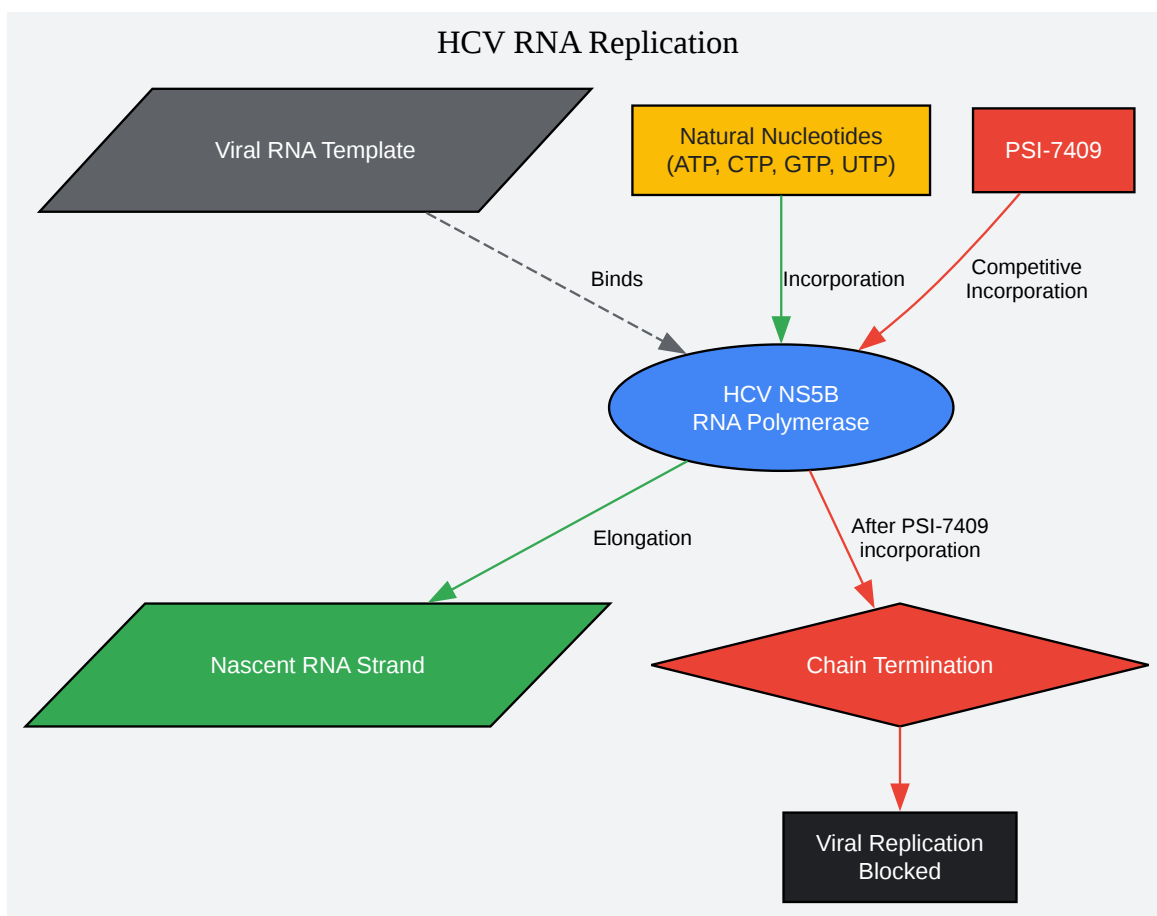 HCV RNA Replication
Viral RNA Template
Natural Nucleotides
(ATP, CTP, GTP, UTP)
PSI-7409
Binds
Incorporation
Competitive
Incorporation
HCV NS5B
RNA Polymerase
Elongation
After PSI-7409
incorporation
Nascent RNA Strand
Chain Termination
Viral Replication
Blocked